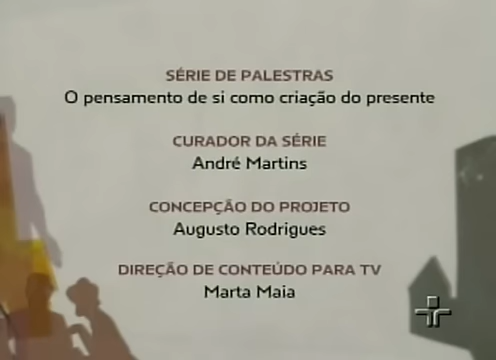 SÉRIE DE PALESTRAS
O pensamento de si como criação do presente
CURADOR DA SÉRIE
André Martins
CONCEPÇÃO DO PROJETO
Augusto Rodrigues
DIREÇÃO DE CONTEÚDO PARA TV
Marta Maia